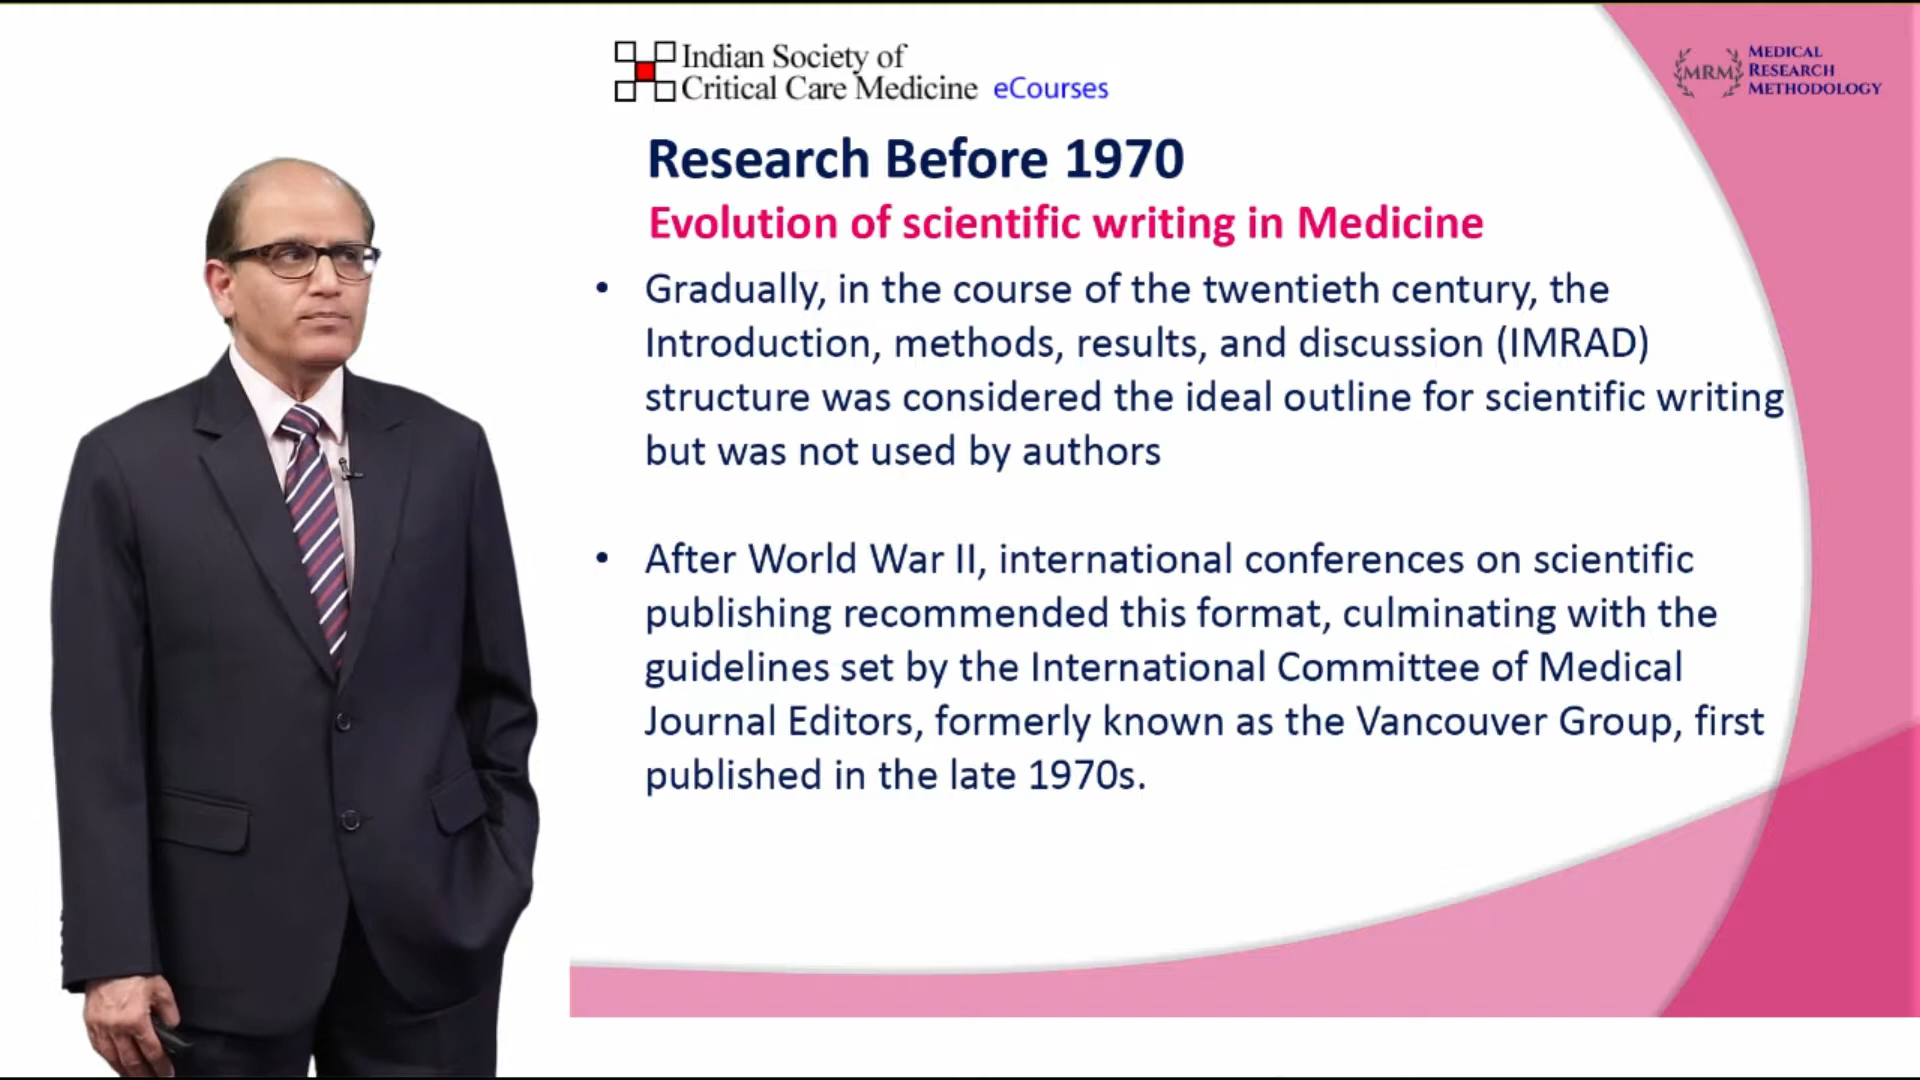 Indian Society of
Critical Care Medicine eCourses
MRM
MEDICAL
RESEARCH
METHODOLOGY
Research Before 1970
Evolution of scientific writing in Medicine
• Gradually, in the course of the twentieth century, the
Introduction, methods, results, and discussion (IMRAD)
structure was considered the ideal outline for scientific writing
but was not used by authors
• After World War II, international conferences on scientific
publishing recommended this format, culminating with the
guidelines set by the International Committee of Medical
Journal Editors, formerly known as the Vancouver Group, first
published in the late 1970s.